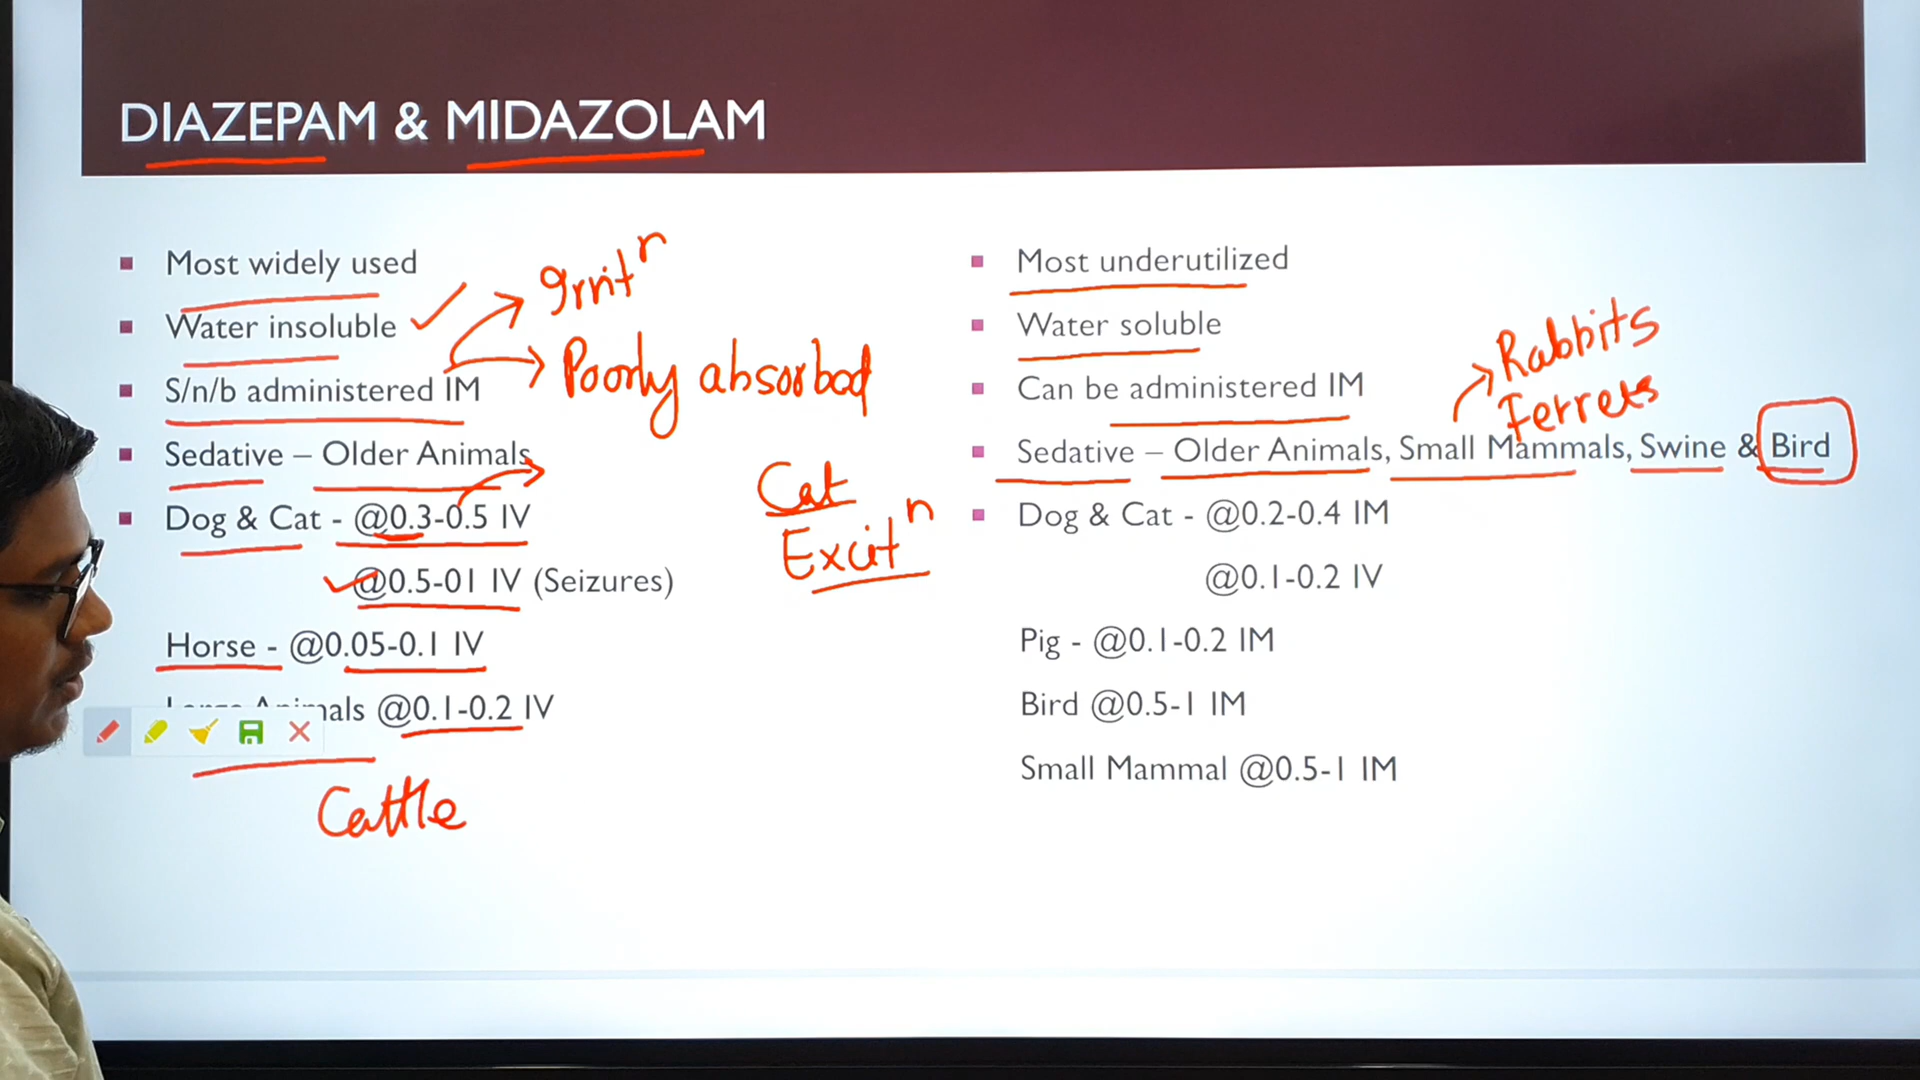 DIAZEPAM & MIDAZOLAM
Most widely used
Water insoluble
S/n/b administered IM
Irritn
Poorly absorbed
Sedative – Older Animals
Dog & Cat - @0.3-0.5 IV
@0.5-01 IV (Seizures)
Horse - @0.05-0.1 IV
Animals @0.1-0.2 IV
Cattle
Cat
Excitn
Most underutilized
Water soluble
Can be administered IM
Rabbits
Ferrets
Sedative – Older Animals, Small Mammals, Swine & Bird
Dog & Cat - @0.2-0.4 IM
@0.1-0.2 IV
Pig - @0.1-0.2 IM
Bird @0.5-1 IM
Small Mammal @0.5-1 IM